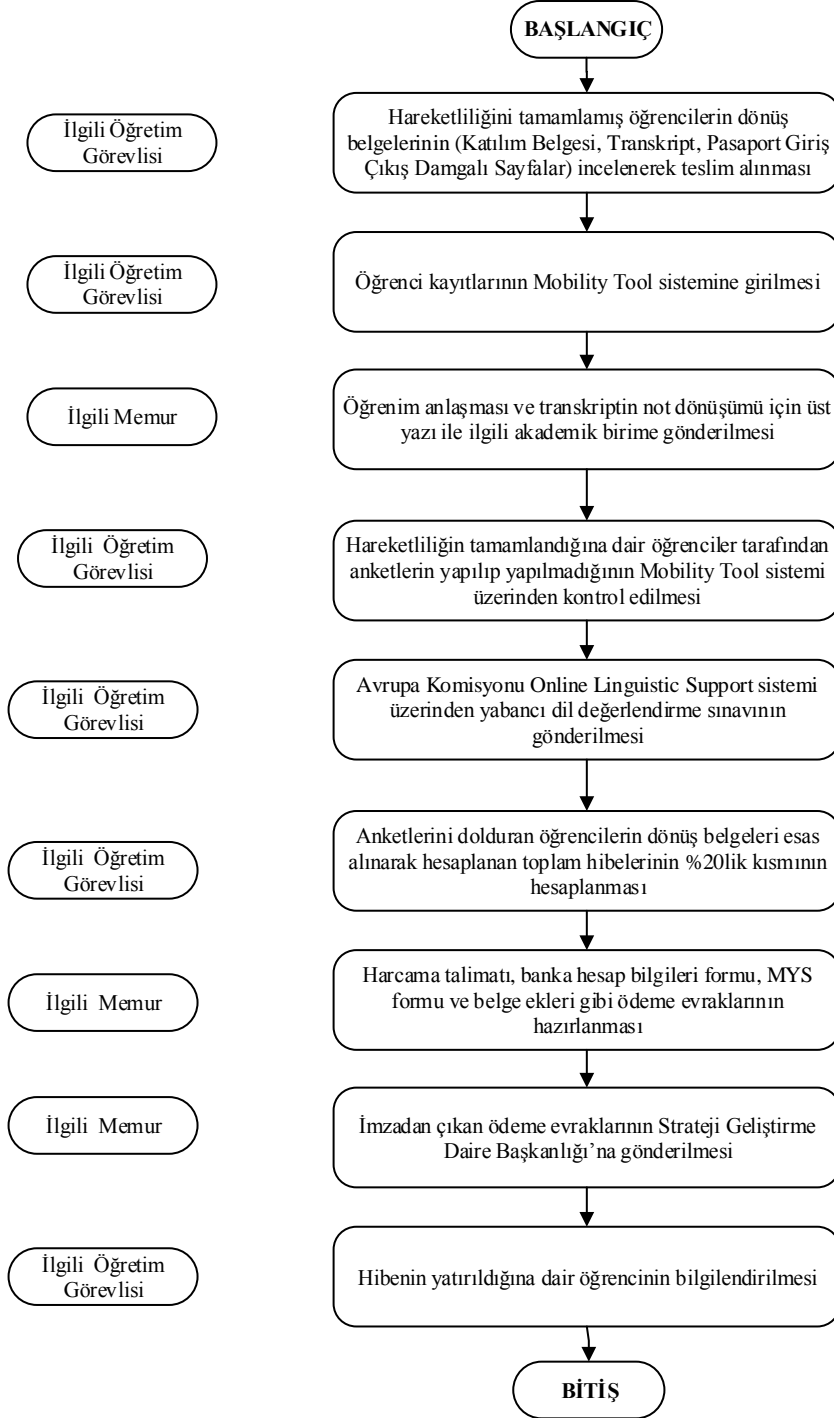 BAŞLANGIÇ
İlgili Öğretim
Görevlisi
Hareketliliğini tamamlamış öğrencilerin dönüş
belgelerinin (Katılım Belgesi, Transkript, Pasaport Giriş
Çıkış Damgalı Sayfalar) incelenerek teslim alınması
İlgili Öğretim
Görevlisi
Öğrenci kayıtlarının Mobility Tool sistemine girilmesi
İlgili Memur
Öğrenim anlaşması ve transkriptin not dönüşümü için üst
yazı ile ilgili akademik birime gönderilmesi
İlgili Öğretim
Görevlisi
Hareketliliğin tamamlandığına dair öğrenciler tarafından
anketlerin yapılıp yapılmadığının Mobility Tool sistemi
üzerinden kontrol edilmesi
İlgili Öğretim
Görevlisi
Avrupa Komisyonu Online Linguistic Support sistemi
üzerinden yabancı dil değerlendirme sınavının
gönderilmesi
İlgili Öğretim
Görevlisi
Anketlerini dolduran öğrencilerin dönüş belgeleri esas
alınarak hesaplanan toplam hibelerinin %20lik kısmının
hesaplanması
İlgili Memur
Harcama talimatı, banka hesap bilgileri formu, MYS
formu ve belge ekleri gibi ödeme evraklarının
hazırlanması
İlgili Memur
İmzadan çıkan ödeme evraklarının Strateji Geliştirme
Daire Başkanlığı’na gönderilmesi
İlgili Öğretim
Görevlisi
Hibenin yatırıldığına dair öğrencinin bilgilendirilmesi
BİTİŞ